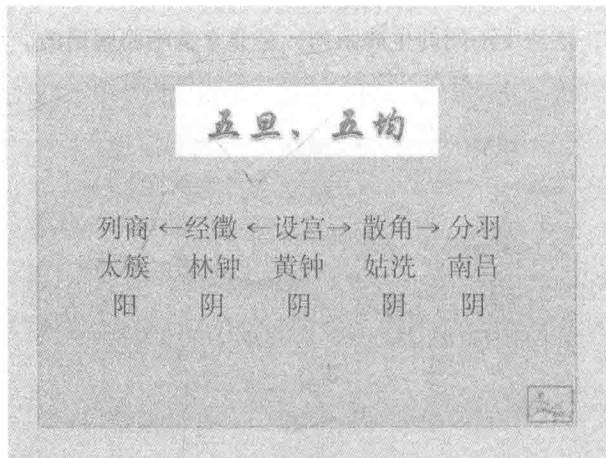 五旦、五均
列商←经徵←设宫→散角→分羽
太簇 林钟 黄钟 姑洗 南吕
阳 阴 阴 阴 阴